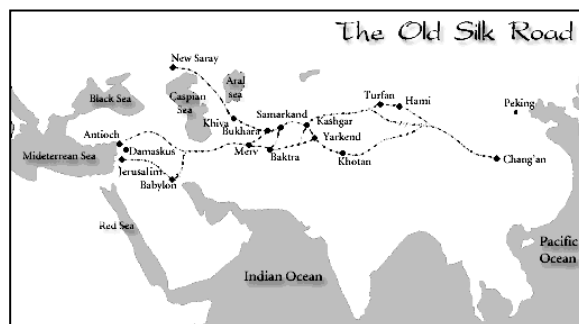 The Old Silk Road
New Saray
Aral
sea
Black Sea
Caspian
Sea
Turfan
Hami
Peking
Samarkand
Kashgar
Khiva
Bukhara
Antioch
Yarkend
Mediteterrean Sea
Damaskus
Merv
Baktra
Khotan
Chang'an
Jerusalim
Babylon
Red Sea
Pacific
Ocean
Indian Ocean